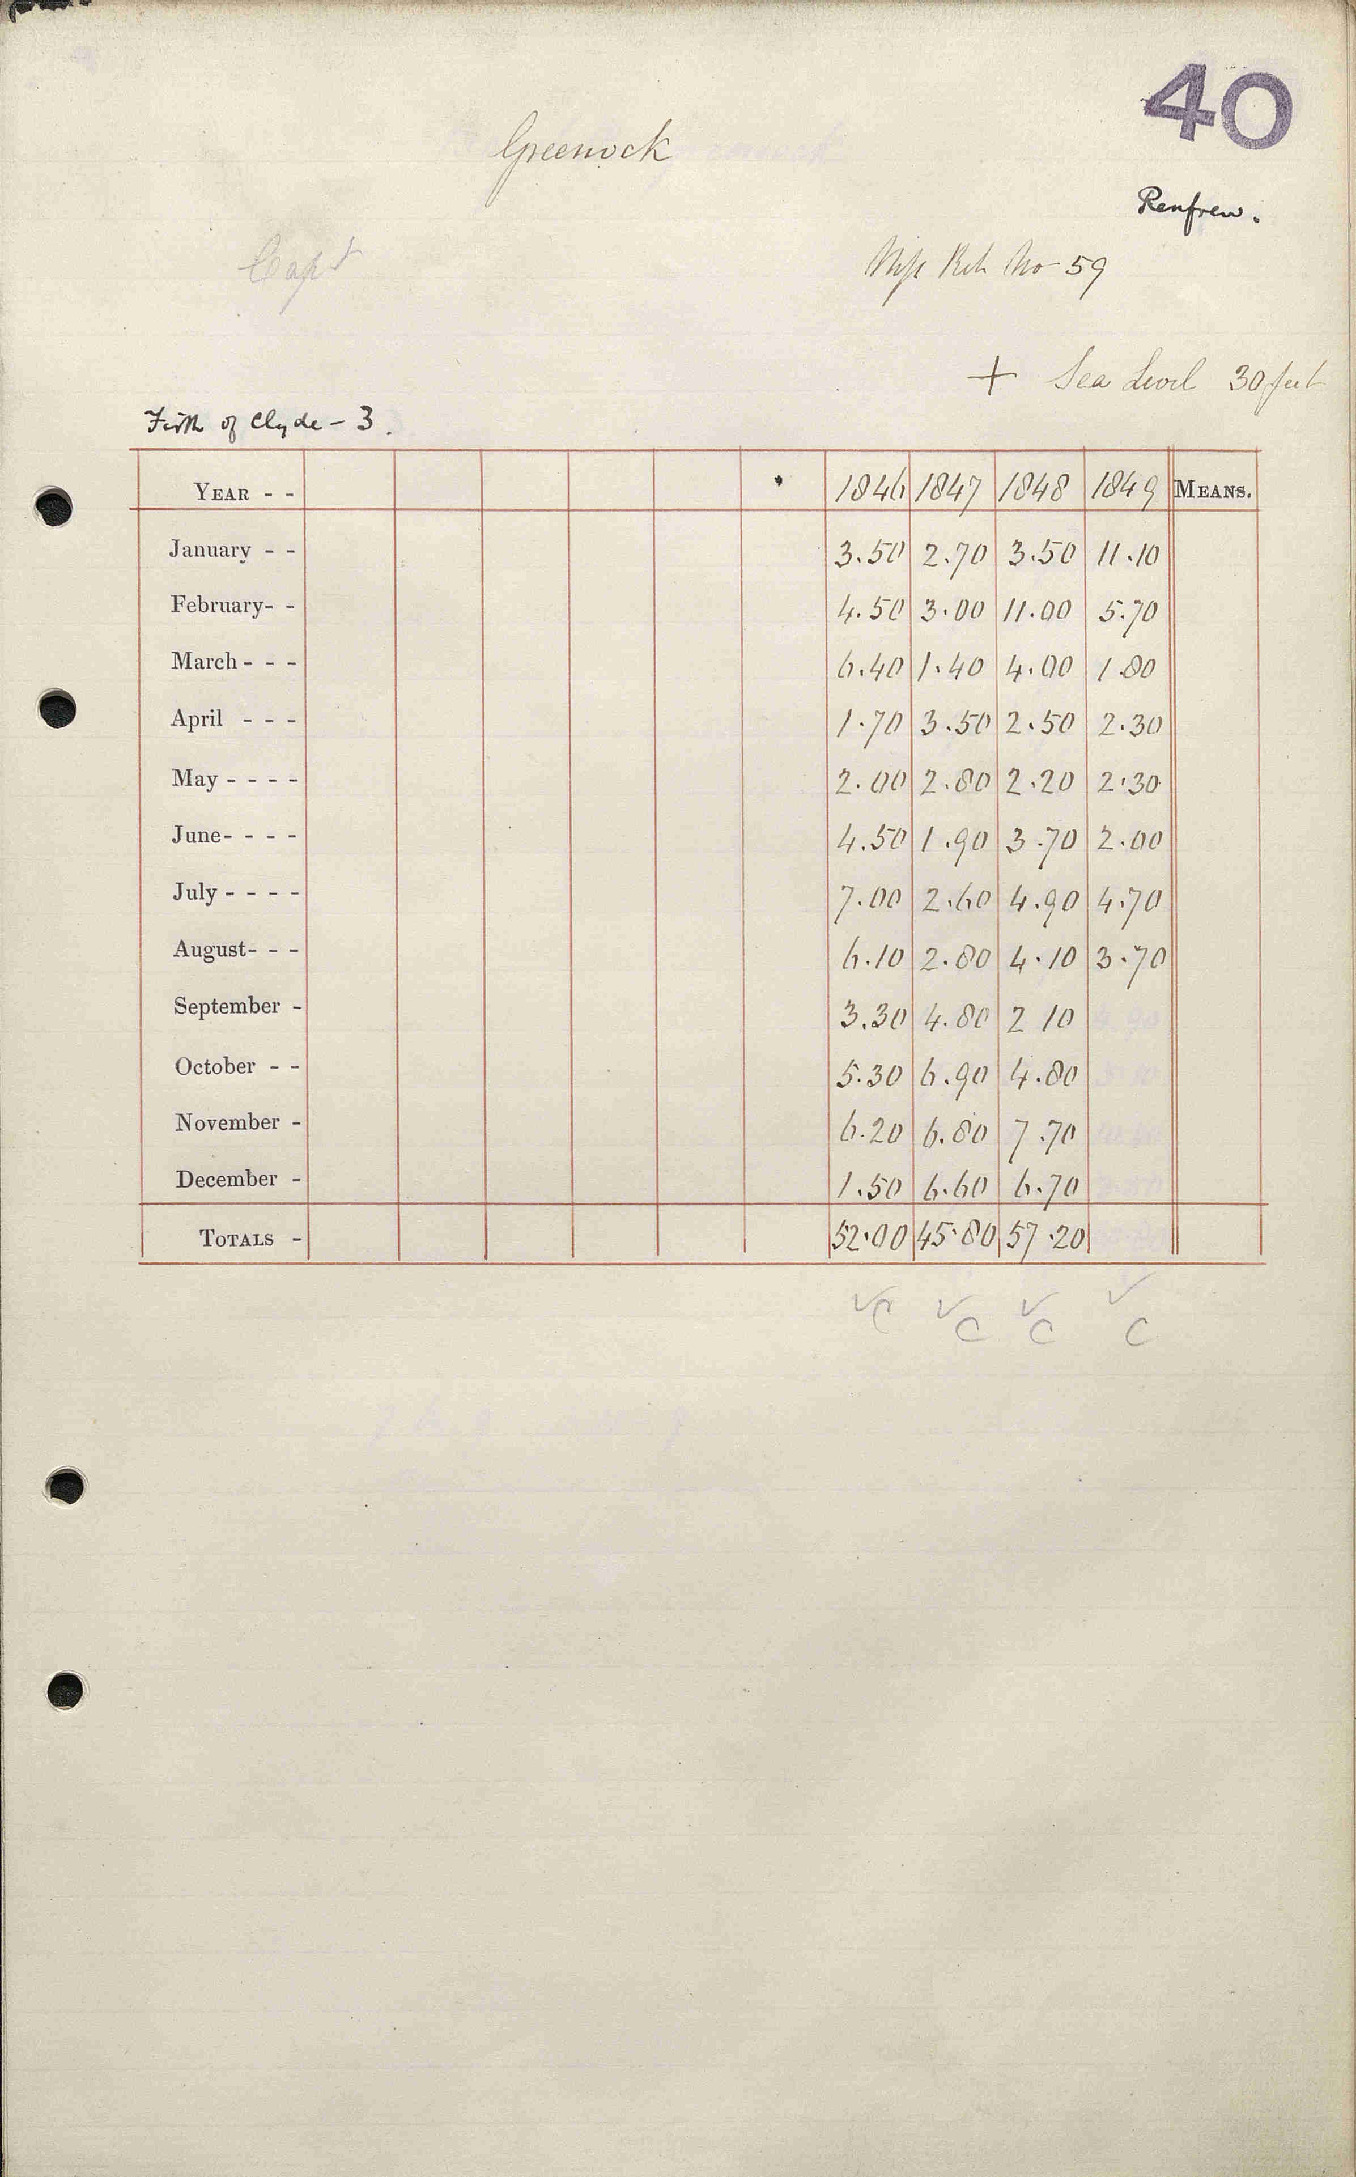 40
Greenock
Renfrew.
Capt
Mss Ret No 59
+ Sea Level 30 feet
Firth of Clyde - 3.
YEAR - - 1846 1847 1848 1849 MEANS.
January - - 3.50 2.70 3.50 11.10
February- - 4.50 3.00 11.00 5.70
March - - - 6.40 1.40 4.00 1.80
April - - - 1.70 3.50 2.50 2.30
May - - - - 2.00 2.80 2.20 2.30
June- - - - 4.50 1.90 3.70 2.00
July - - - - 7.00 2.60 4.90 4.70
August- - - 6.10 2.80 4.10 3.70
September - 3.30 4.80 2 10
October - - 5.30 6.90 4.80
November - 6.20 6.80 7.70
December - 1.50 6.60 6.70
TOTALS - 52.00 45.80 57.20
✓C ✓C ✓C ✓C